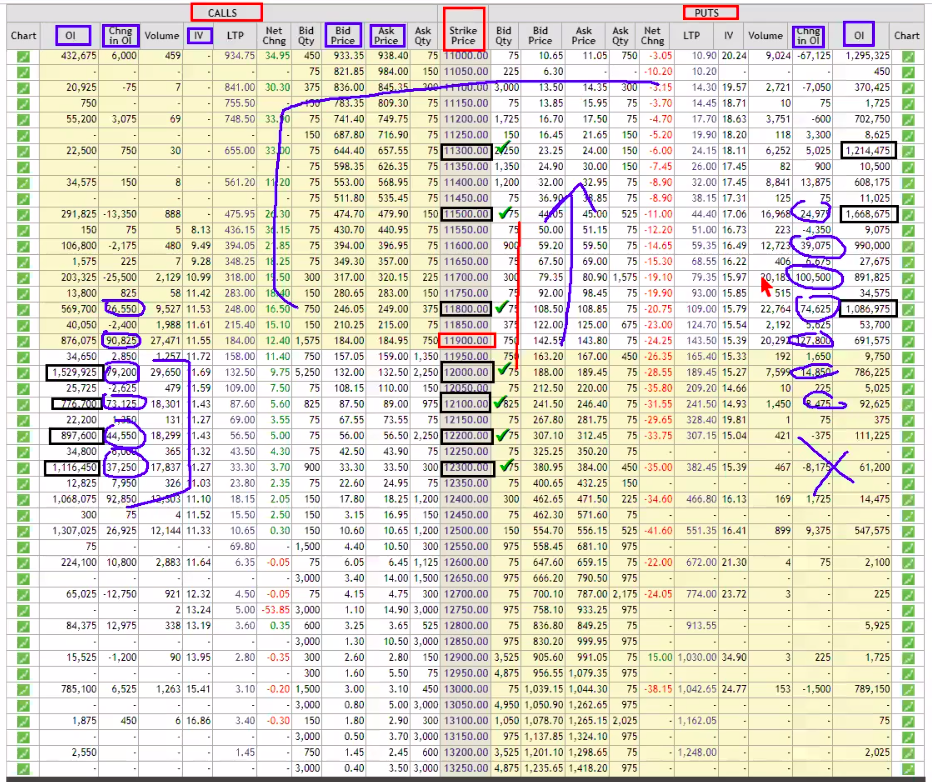 CALLS PUTS
Chart OI Chng in OI Volume IV LTP Net Chng Bid Qty Bid Price Ask Price Ask Qty Strike Price Bid Qty Bid Price Ask Price Ask Qty Net Chng LTP IV Volume Chng in OI OI Chart
432,675 6,000 459 - 934.75 34.95 450 933.35 938.40 75 11000.00 75 10.65 11.05 750 -3.05 10.90 20.24 9,024 -67,125 1,295,325
- - - - - - 75 821.85 984.00 150 11050.00 225 6.30 - - -10.20 10.20 - - - 450
20,925 -75 7 - 841.00 30.30 375 836.00 845.35 300 11100.00 3,000 13.50 14.35 300 -3.15 14.30 19.57 2,721 -7,050 370,425
750 - - - 755.50 - 150 783.35 809.30 75 11150.00 75 13.85 15.95 75 -3.70 14.45 18.71 10 75 1,725
55,200 3,075 69 - 748.50 75 741.40 749.75 75 11200.00 1,725 16.70 17.50 75 -4.70 17.70 18.63 3,751 -600 702,750
- - - - - - 150 687.80 716.90 75 11250.00 150 16.45 21.65 150 -5.20 19.90 18.20 118 3,300 8,625
22,500 750 30 - 655.00 33.00 75 644.40 657.55 75 11300.00 2,250 23.25 24.00 150 -6.00 24.15 18.11 6,252 5,025 1,214,475
- - - - - - 75 598.35 626.35 75 11350.00 1,350 24.90 30.00 150 -7.45 26.00 17.45 82 900 10,500
34,575 150 8 - 561.20 11.20 75 553.00 568.95 75 11400.00 1,200 32.00 32.95 75 -8.90 32.00 17.45 8,841 13,875 608,175
- - - - - - 75 511.80 535.45 75 11450.00 75 36.90 38.85 75 -8.90 38.15 17.31 125 75 11,025
291,825 -13,350 888 - 475.95 26.30 75 474.70 479.90 150 11500.00 75 44.05 45.00 525 -11.00 44.40 17.06 16,968 24,975 1,668,675
150 75 5 8.13 436.15 36.15 75 430.70 440.95 75 11550.00 75 50.00 51.15 75 -12.20 51.00 16.73 223 -4,350 9,075
106,800 -2,175 480 9.49 394.05 21.85 75 394.00 396.95 75 11600.00 900 59.20 59.50 75 -14.65 59.35 16.49 12,723 39,075 990,000
1,575 225 7 9.28 348.25 18.25 75 349.30 357.00 75 11650.00 75 67.50 69.00 75 -15.30 68.55 16.22 406 6,675 27,675
203,325 -25,500 2,129 10.99 318.00 19.50 300 317.00 320.15 225 11700.00 300 79.35 80.90 1,575 -19.10 79.35 15.97 20,183 100,500 891,825
13,800 825 58 11.42 283.00 18.40 75 280.65 283.00 150 11750.00 75 92.00 98.45 75 -19.90 93.00 15.85 515 - 34,575
569,700 26,550 9,527 11.53 248.00 16.50 750 246.05 249.00 375 11800.00 75 108.50 108.85 75 -20.75 109.00 15.79 22,764 74,625 1,086,975
40,050 -2,400 1,988 11.61 215.40 15.10 150 210.25 215.00 75 11850.00 375 122.00 125.00 675 -23.00 124.70 15.54 2,192 5,625 53,700
876,075 90,825 27,471 11.55 184.00 12.40 1,575 184.00 184.95 750 11900.00 75 142.55 143.80 75 -24.25 143.50 15.39 20,292 127,800 691,575
34,650 2,850 1,257 11.72 158.00 11.40 750 157.05 159.00 1,350 11950.00 750 163.20 167.00 450 -26.35 165.40 15.33 192 1,650 9,750
1,529,925 79,200 29,650 1.69 132.50 9.75 5,250 132.00 132.50 2,250 12000.00 75 188.00 189.45 75 -28.55 189.45 15.27 7,599 14,850 786,225
25,725 -2,625 479 1.59 109.00 7.50 75 108.15 110.00 150 12050.00 75 212.50 220.00 75 -35.80 209.20 14.66 10 225 5,025
776,700 73,125 18,301 1.43 87.60 5.60 825 87.50 89.00 975 12100.00 825 241.50 246.40 75 -31.55 241.50 14.93 1,450 8,475 92,625
22,200 1,350 131 1.27 69.00 3.55 75 67.55 73.55 75 12150.00 75 267.80 281.75 75 -29.65 328.40 19.81 1 75 375
897,600 44,550 18,299 1.43 56.50 5.00 75 56.00 56.50 2,250 12200.00 75 307.10 312.45 75 -33.75 307.15 15.04 421 -375 111,225
34,800 365 1.32 43.50 4.30 75 42.50 43.90 75 12250.00 75 325.25 350.20 75 - - - - - -
1,116,450 37,250 17,837 1.27 33.30 3.70 900 33.30 33.50 300 12300.00 75 380.95 384.00 450 -35.00 382.45 15.39 467 -8,175 61,200
12,825 7,950 326 1.03 23.80 2.35 75 22.60 24.95 75 12350.00 75 400.65 432.25 150 - - - - - -
1,068,075 92,850 12,303 11.10 18.15 2.05 150 17.80 18.25 1,200 12400.00 300 462.65 471.50 225 -34.60 466.80 16.13 169 1,725 14,475
300 75 4 11.52 15.50 2.50 150 3.15 16.95 150 12450.00 75 462.30 571.60 75 - - - - - -
1,307,025 26,925 12,144 11.33 10.65 0.30 150 10.60 10.65 1,200 12500.00 150 554.70 556.15 525 -41.60 551.35 16.41 899 9,375 547,575
75 - - - 69.80 - 1,500 4.40 10.50 300 12550.00 975 558.45 681.10 975 - - - - - -
224,100 10,800 2,883 11.64 6.35 -0.05 75 6.05 6.45 1,125 12600.00 75 647.60 659.15 75 -22.00 672.00 21.30 4 75 2,100
- - - - - - 3,000 3.40 14.00 1,500 12650.00 975 666.20 790.50 975 - - - - - -
65,025 -12,750 921 12.32 4.50 -0.05 75 4.15 4.75 300 12700.00 75 700.10 787.00 2,175 -24.05 774.00 23.72 3 - 225
- - 2 13.24 5.00 -53.85 3,000 1.10 14.90 3,000 12750.00 975 758.10 933.25 975 - - - - - -
84,375 12,975 338 13.19 3.60 0.35 600 3.25 3.65 525 12800.00 75 836.80 849.25 75 - 913.55 - - - 5,925
- - - - - - 3,000 1.30 10.50 3,000 12850.00 975 830.20 999.95 975 - - - - - -
15,525 -1,200 90 13.95 2.80 -0.35 300 2.60 2.80 150 12900.00 3,525 905.60 991.05 75 15.00 1,030.00 34.90 3 225 1,725
- - - - - - 300 1.60 5.50 75 12950.00 4,875 956.55 1,079.35 75 - - - - - -
785,100 6,525 1,263 15.41 3.10 -0.20 1,500 3.00 3.10 450 13000.00 75 1,039.15 1,044.30 75 -38.15 1,042.65 24.77 153 -1,500 789,150
- - - - - - 3,000 0.80 5.00 3,000 13050.00 4,950 1,050.90 1,262.65 975 - - - - - -
1,875 450 6 16.86 3.40 -0.30 150 1.80 2.90 300 13100.00 1,050 1,078.70 1,265.15 2,025 - 1,162.05 - - - 75
- - - - - - 3,000 0.50 3.70 3,000 13150.00 975 1,137.85 1,324.10 975 - - - - - -
2,550 - - - 1.45 - 750 1.45 2.45 600 13200.00 3,525 1,201.10 1,298.65 75 - 1,248.00 - - - 2,025
- - - - - - 3,000 0.40 3.50 3,000 13250.00 4,875 1,235.65 1,418.20 975 - - - - - -